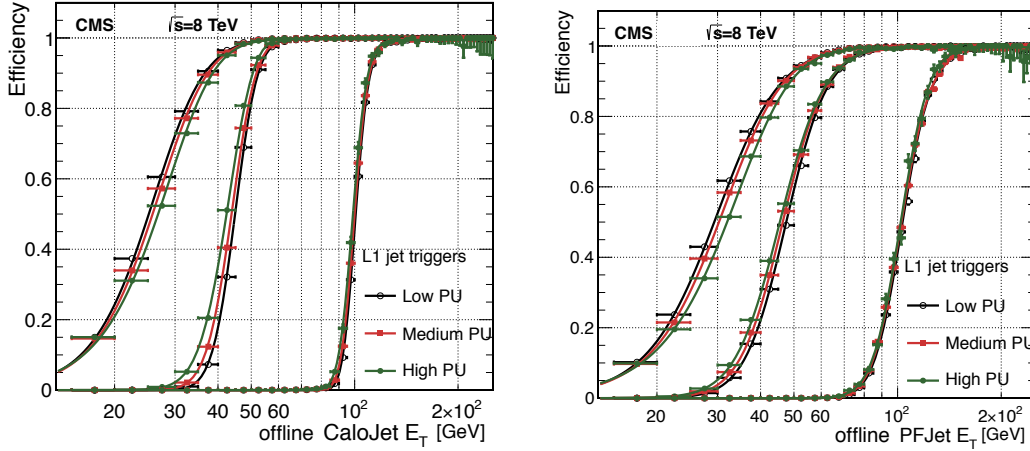 CMS √s=8 TeV
Efficiency
1
0.8
0.6
0.4
0.2
0
L1 jet triggers
Low PU
Medium PU
High PU
20 30 40 50 60 10² 2×10²
offline CaloJet E_T [GeV]
CMS √s=8 TeV
Efficiency
1
0.8
0.6
0.4
0.2
0
L1 jet triggers
Low PU
Medium PU
High PU
20 30 40 50 60 10² 2×10²
offline PFJet E_T [GeV]